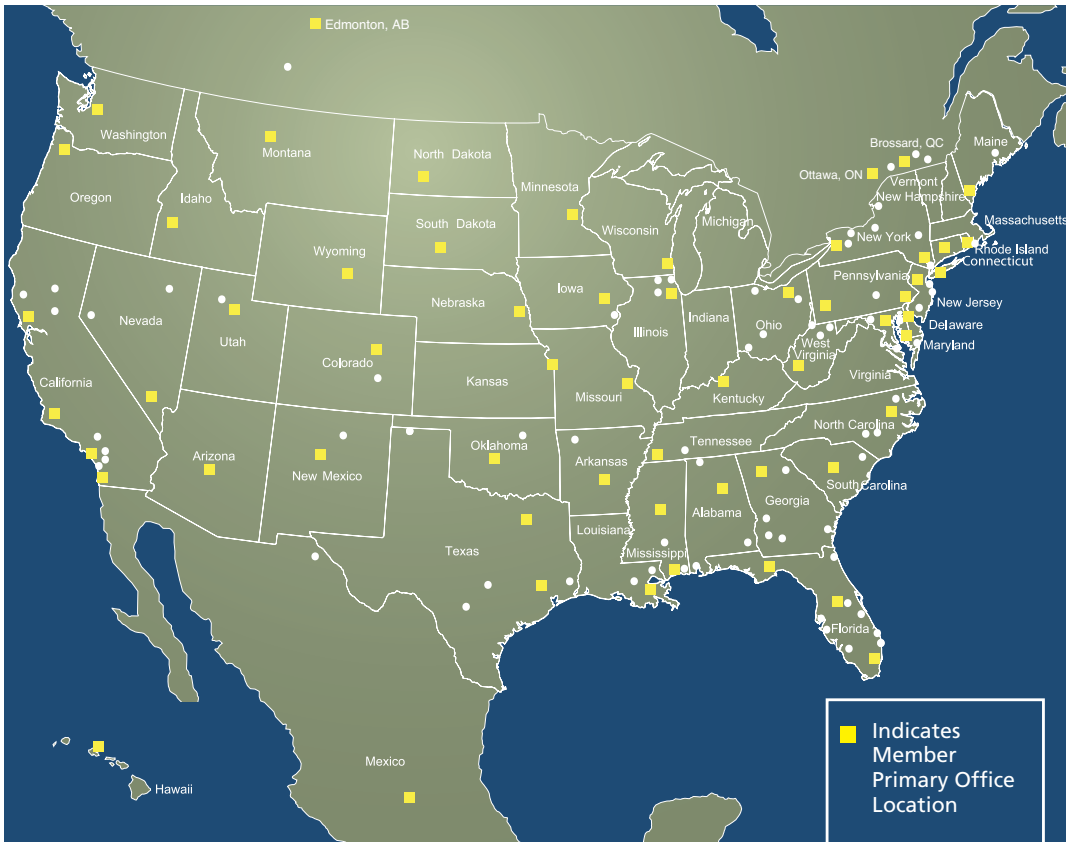 Edmonton, AB
Washington
Montana
North Dakota
Minnesota
Brossard, QC
Maine
Ottawa, ON
Vermont
New Hampshire
Oregon
Idaho
South Dakota
Wisconsin
Michigan
Massachusetts
Wyoming
New York
Rhode Island
Connecticut
Pennsylvania
Nebraska
Iowa
Nevada
Utah
Illinois
Indiana
Ohio
New Jersey
Delaware
Maryland
West
Virginia
Colorado
Kansas
Missouri
Kentucky
Virginia
California
North Carolina
Tennessee
Arizona
New Mexico
Oklahoma
Arkansas
South Carolina
Georgia
Alabama
Louisiana
Mississippi
Texas
Florida
Mexico
Hawaii
Indicates
Member
Primary Office
Location